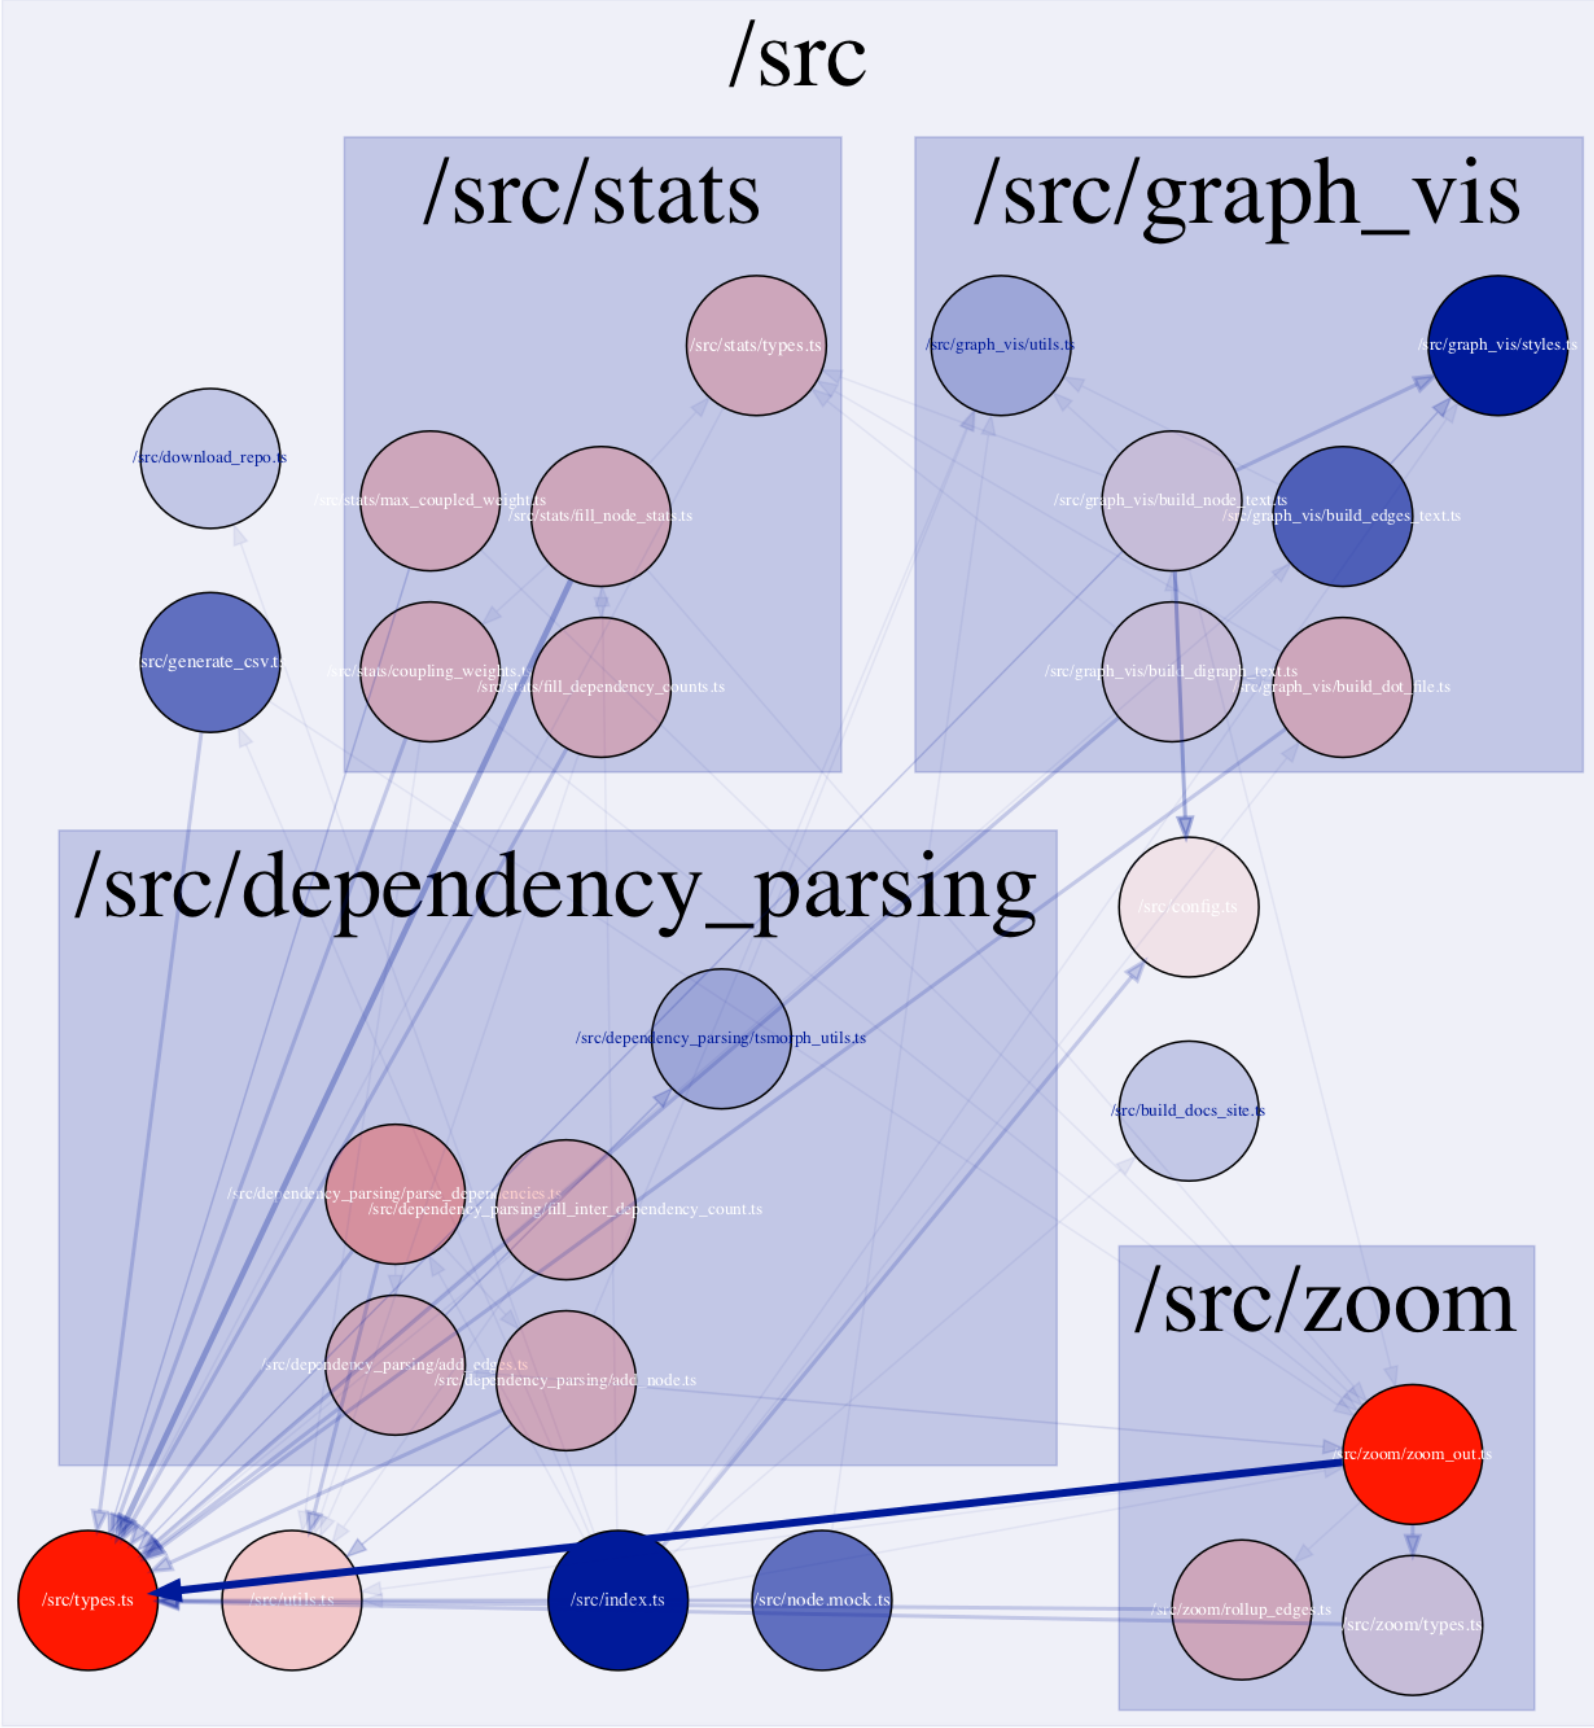 /src
/src/stats
/src/graph_vis
/src/stats/types.ts
/src/graph_vis/utils.ts
/src/graph_vis/styles.ts
/src/download_repo.ts
/src/stats/max_coupled_weight.ts
/src/stats/fill_node_stats.ts
/src/graph_vis/build_node_text.ts
/src/graph_vis/build_edges_text.ts
/src/generate_csv.ts
/src/stats/coupling_weights.ts
/src/stats/fill_dependency_counts.ts
/src/graph_vis/build_digraph_text.ts
/src/graph_vis/build_dot_file.ts
/src/dependency_parsing
/src/config.ts
/src/dependency_parsing/tsmorph_utils.ts
/src/build_docs_site.ts
/src/dependency_parsing/parse_dependencies.ts
/src/dependency_parsing/fill_inter_dependency_count.ts
/src/zoom
/src/dependency_parsing/add_edges.ts
/src/dependency_parsing/add_node.ts
/src/zoom/zoom_out.ts
/src/types.ts
/src/utils.ts
/src/index.ts
/src/node.mock.ts
/src/zoom/rollup_edges.ts
/src/zoom/types.ts